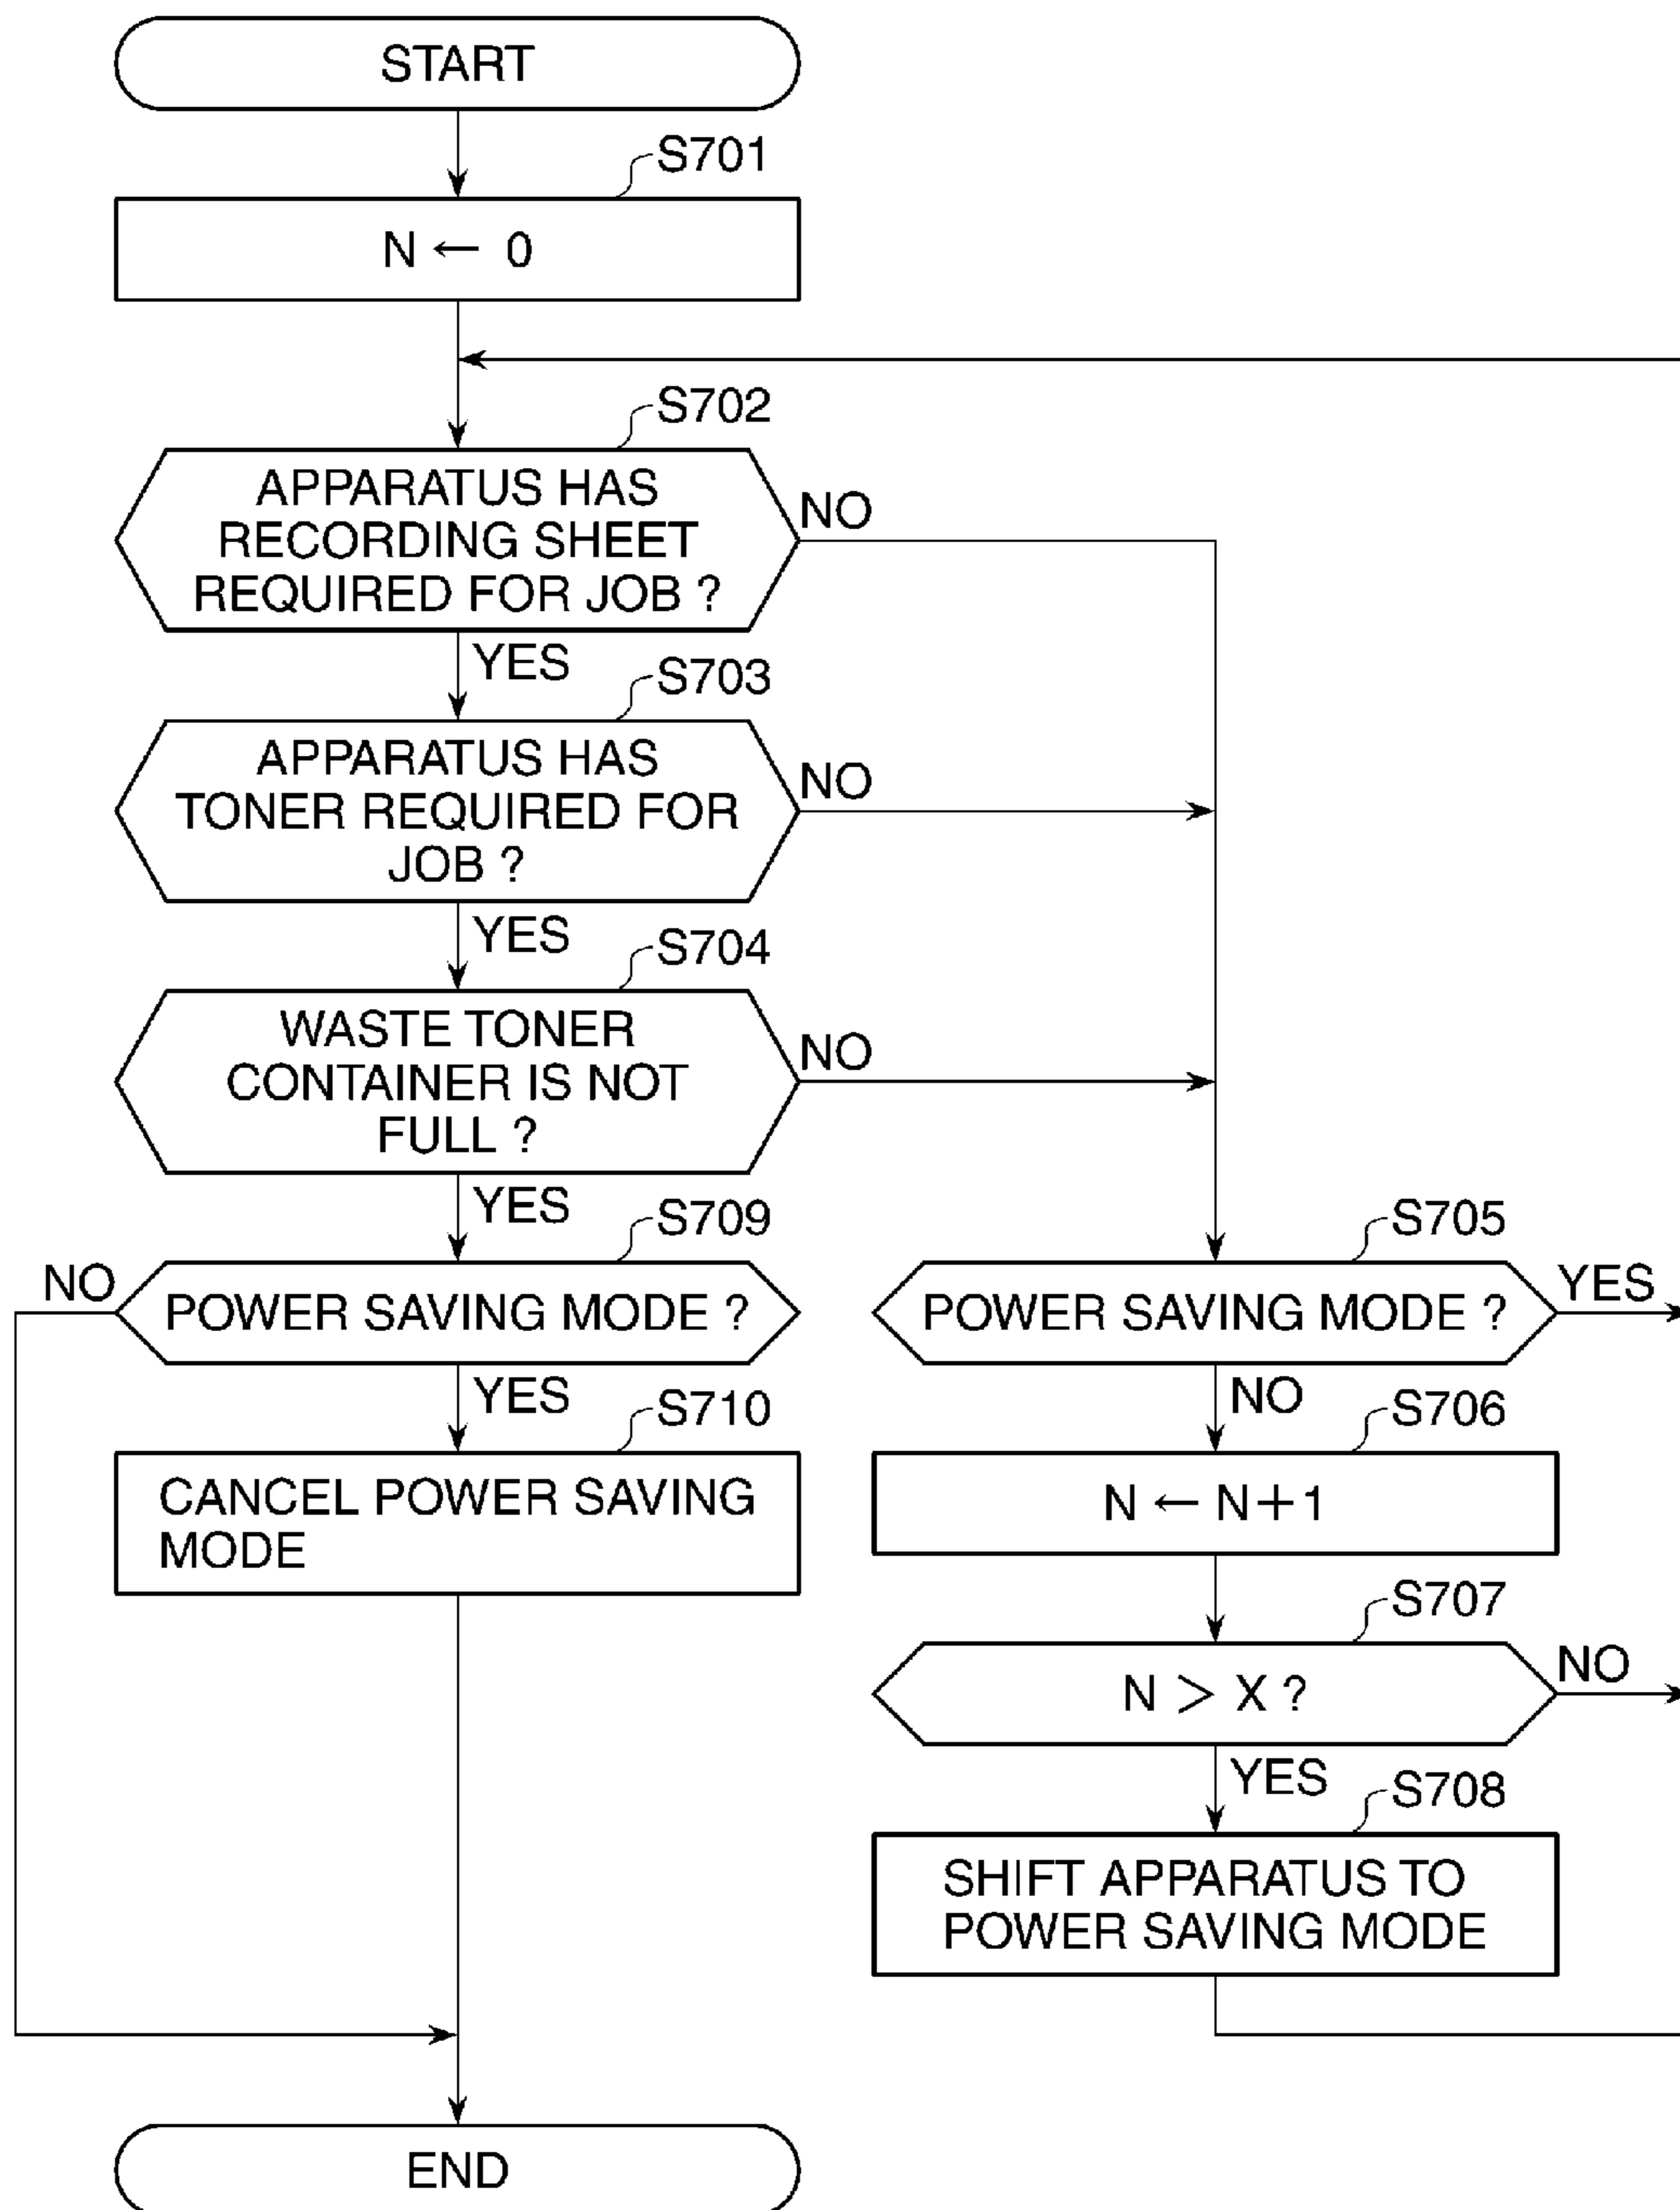 START
S701
N ← 0
S702
APPARATUS HAS
RECORDING SHEET
REQUIRED FOR JOB ?
NO
YES
S703
APPARATUS HAS
TONER REQUIRED FOR
JOB ?
NO
YES
S704
WASTE TONER
CONTAINER IS NOT
FULL ?
NO
YES
S709
NO
POWER SAVING MODE ?
YES
S710
CANCEL POWER SAVING
MODE
S705
POWER SAVING MODE ?
YES
NO
S706
N ← N+1
S707
N > X ?
NO
YES
S708
SHIFT APPARATUS TO
POWER SAVING MODE
END